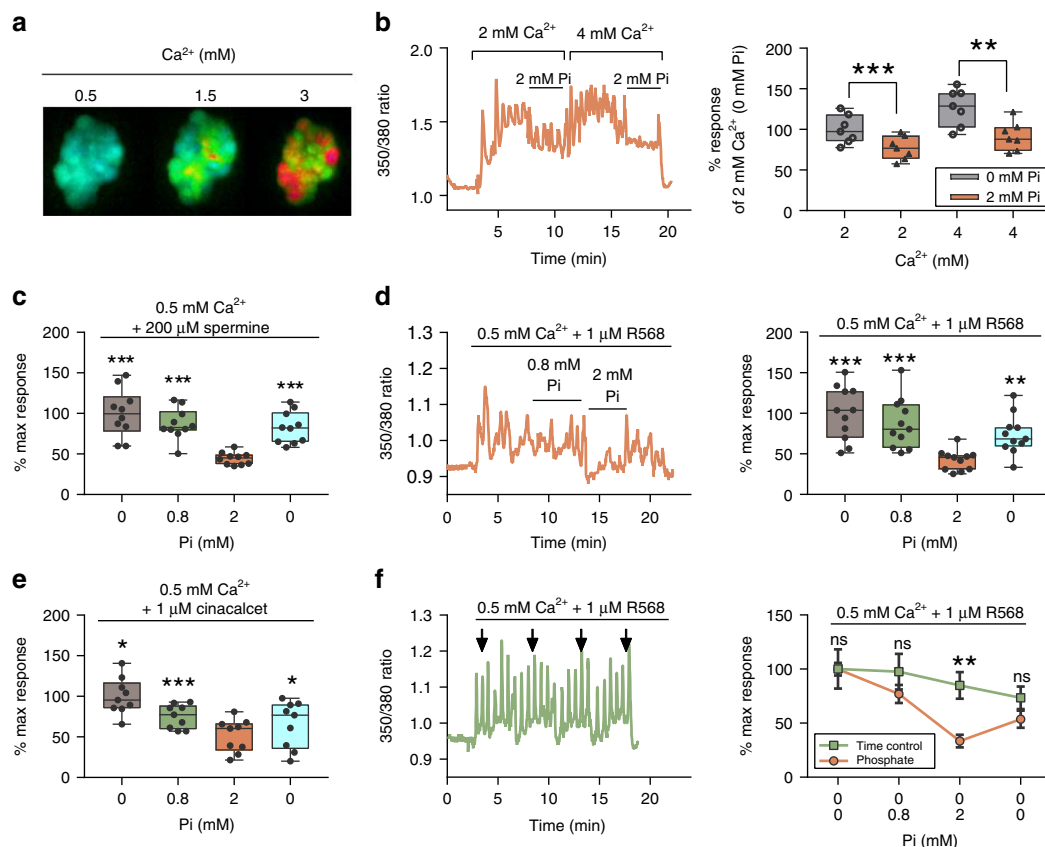 a
Ca²⁺ (mM)
0.5 1.5 3
b
2 mM Ca²⁺ 4 mM Ca²⁺
2 mM Pi 2 mM Pi
350/380 ratio
2.0
1.5
1.0
5 10 15 20
Time (min)
% response
of 2 mM Ca²⁺ (0 mM Pi)
200
150
100
50
0
*** **
0 mM Pi
2 mM Pi
2 2 4 4
Ca²⁺ (mM)
c
0.5 mM Ca²⁺
+ 200 μM spermine
% max response
200
150
100
50
0
*** *** ***
0 0.8 2 0
Pi (mM)
d
0.5 mM Ca²⁺ + 1 μM R568
0.8 mM
Pi
2 mM
Pi
350/380 ratio
1.3
1.2
1.1
1.0
0.9
0 5 10 15 20
Time (min)
0.5 mM Ca²⁺ + 1 μM R568
% max response
200
150
100
50
0
*** *** **
0 0.8 2 0
Pi (mM)
e
0.5 mM Ca²⁺
+ 1 μM cinacalcet
% max response
200
150
100
50
0
* *** *
0 0.8 2 0
Pi (mM)
f
0.5 mM Ca²⁺ + 1 μM R568
350/380 ratio
1.3
1.2
1.1
1.0
0.9
0 5 10 15 20
Time (min)
0.5 mM Ca²⁺ + 1 μM R568
% max response
150
100
50
0
ns ns ** ns
Time control
Phosphate
0 0 0 0
0 0.8 2 0
Pi (mM)